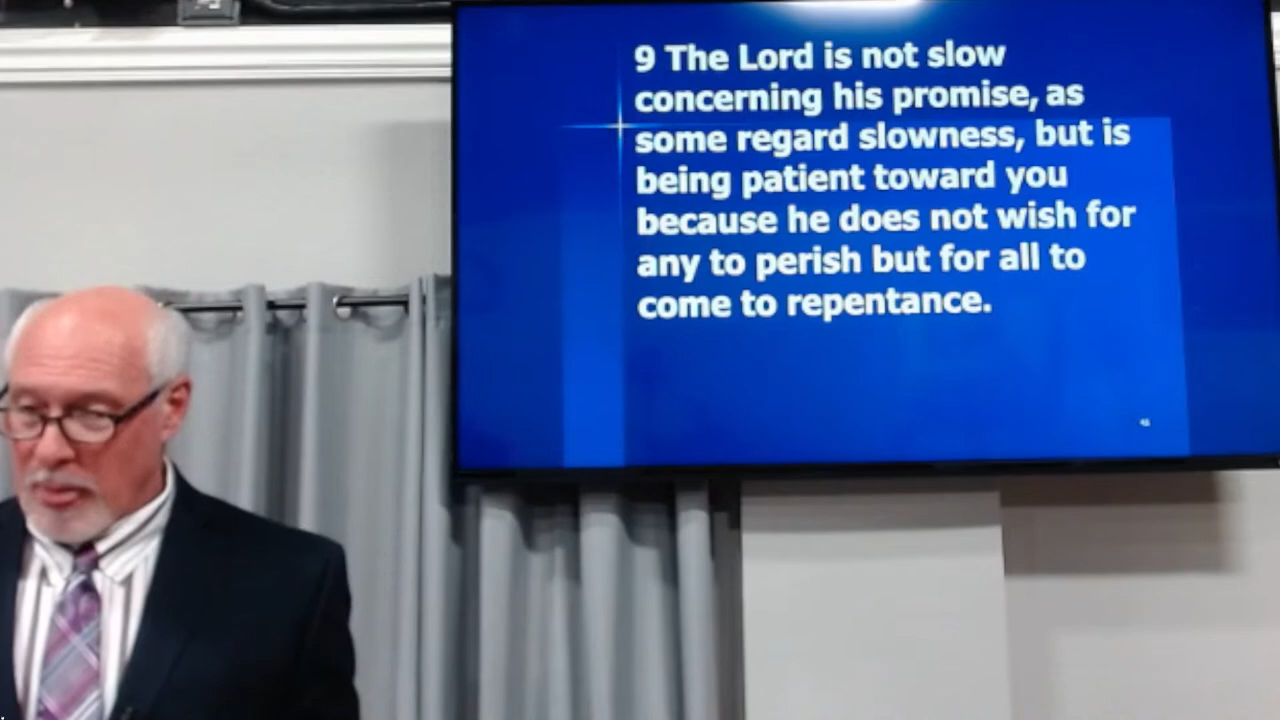 9 The Lord is not slow
concerning his promise, as
some regard slowness, but is
being patient toward you
because he does not wish for
any to perish but for all to
come to repentance.